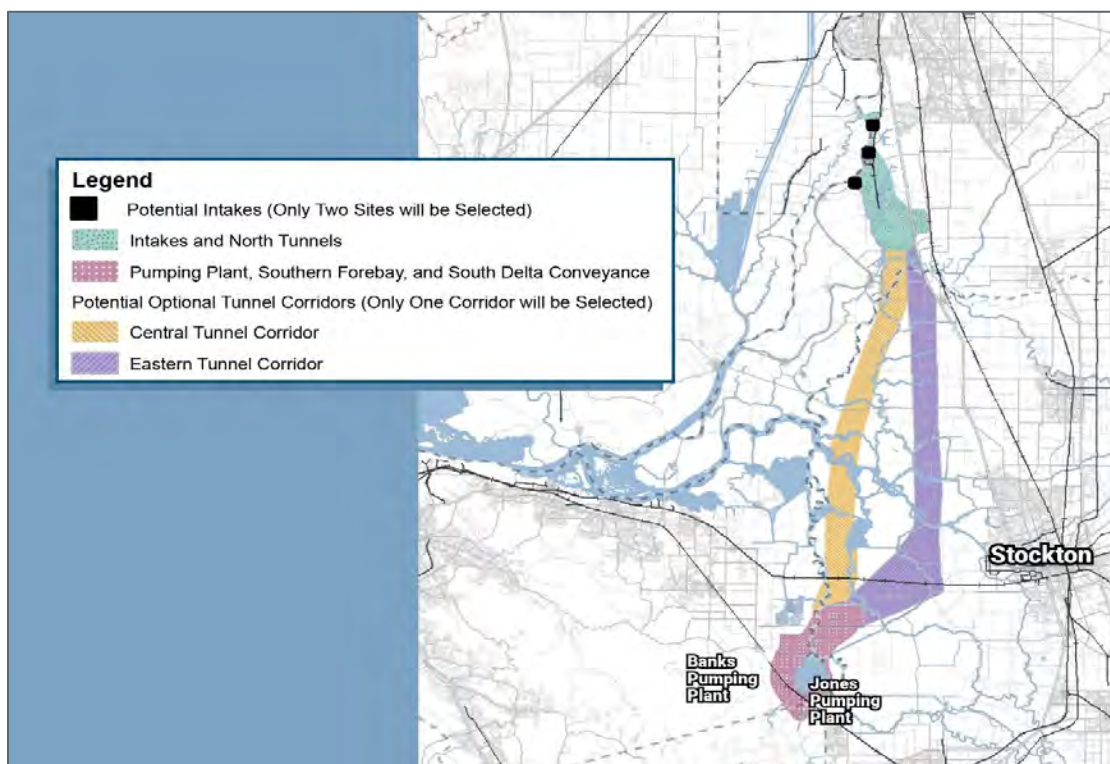 Legend
Potential Intakes (Only Two Sites will be Selected)
Intakes and North Tunnels
Pumping Plant, Southern Forebay, and South Delta Conveyance
Potential Optional Tunnel Corridors (Only One Corridor will be Selected)
Central Tunnel Corridor
Eastern Tunnel Corridor
Stockton
Banks
Pumping
Plant
Jones
Pumping
Plant